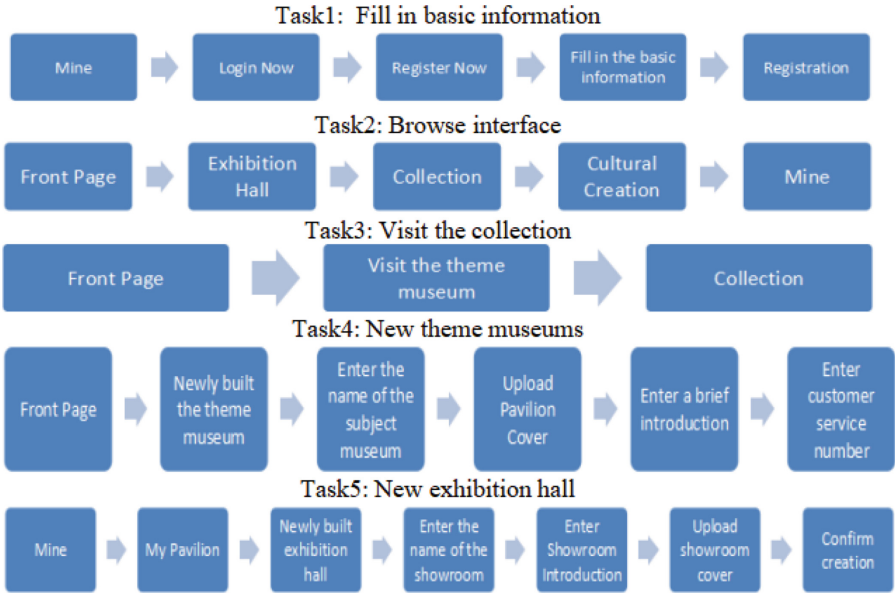 Task1: Fill in basic information
Mine
Login Now
Register Now
Fill in the basic
information
Registration
Task2: Browse interface
Front Page
Exhibition
Hall
Collection
Cultural
Creation
Mine
Task3: Visit the collection
Front Page
Visit the theme
museum
Collection
Task4: New theme museums
Front Page
Newly built
the theme
museum
Enter the
name of the
subject
museum
Upload
Pavilion
Cover
Enter a brief
introduction
Enter
customer
service
number
Task5: New exhibition hall
Mine
My Pavilion
Newly built
exhibition
hall
Enter the
name of the
showroom
Enter
Showroom
Introduction
Upload
showroom
cover
Confirm
creation